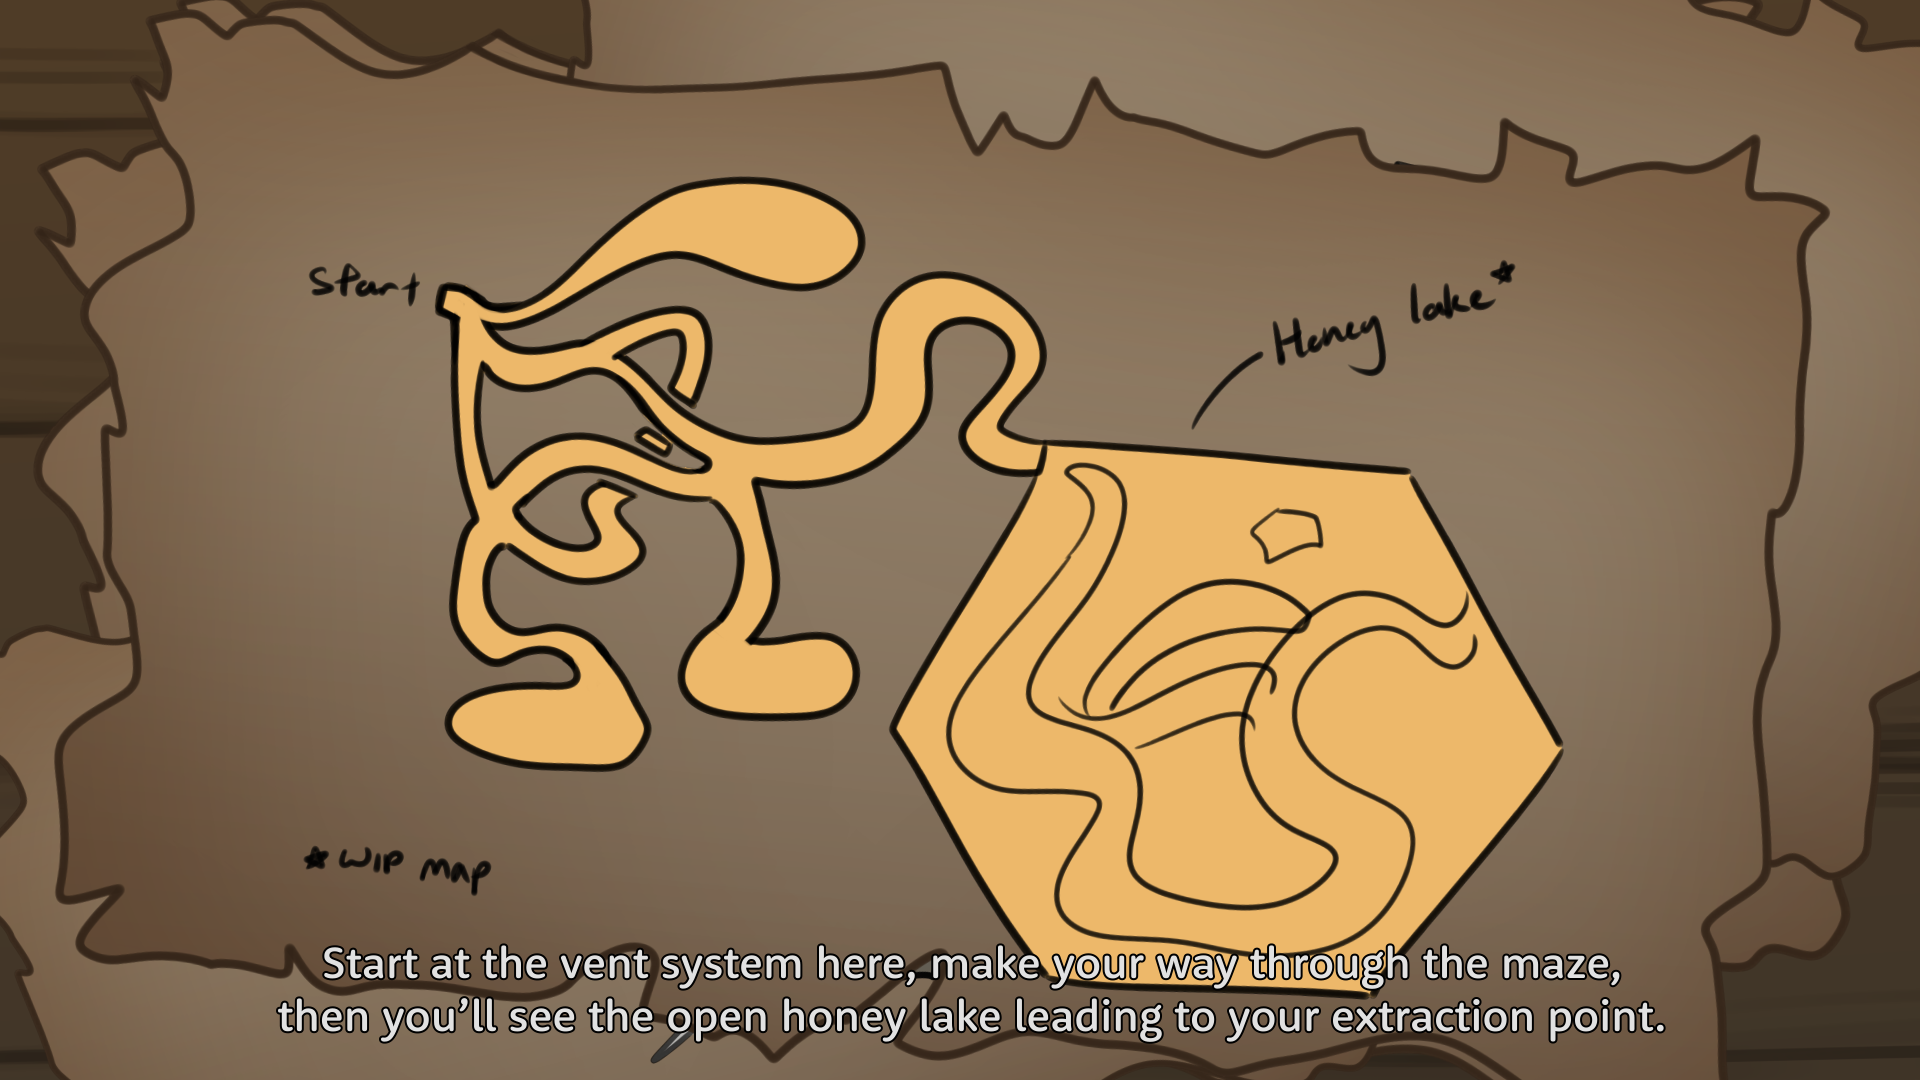 Start
Honey lake*
*WIP map
Start at the vent system here, make your way through the maze,
then you’ll see the open honey lake leading to your extraction point.